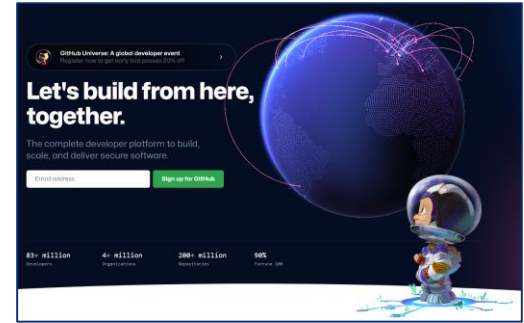 GitHub Universe: A global developer event
Register now to get early bird passes 20% off
Let's build from here,
together.
The complete developer platform to build,
scale, and deliver secure software.
Email address
Sign up for GitHub
83+ million
Developers
4+ million
Organizations
200+ million
Repositories
90%
Fortune 100